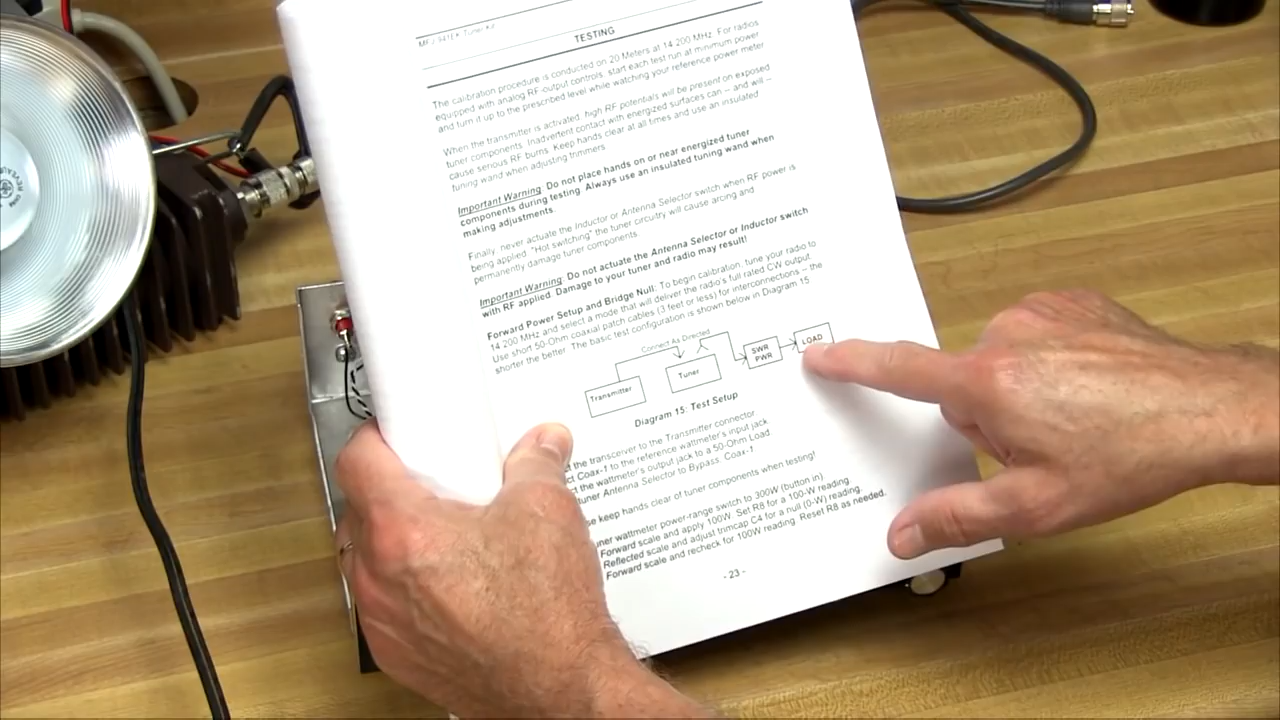 MFJ-941EK Tuner Kit
TESTING
The calibration procedure is conducted on 20 Meters at 14.200 MHz. For radios
equipped with analog RF-output controls, start each test run at minimum power
and turn it up to the prescribed level while watching your reference power meter
When the transmitter is activated, high RF potentials will be present on exposed
tuner components. Inadvertent contact with energized surfaces can -- and will --
cause serious RF burns. Keep hands clear at all times and use an insulated
tuning wand when adjusting trimmers.
Important Warning: Do not place hands on or near energized tuner
components during testing. Always use an insulated tuning wand when
making adjustments.
Finally, never actuate the Inductor or Antenna Selector switch when RF power is
being applied. "Hot switching" the tuner circuitry will cause arcing and
permanently damage tuner components.
Important Warning: Do not actuate the Antenna Selector or Inductor switch
with RF applied. Damage to your tuner and radio may result!
Forward Power Setup and Bridge Null: To begin calibration, tune your radio to
14.200 MHz and select a mode that will deliver the radio's full rated CW output.
Use short 50-Ohm coaxial patch cables (3 feet or less) for interconnections -- the
shorter the better. The basic test configuration is shown below in Diagram 15
Connect As Directed
Transmitter
Tuner
SWR
PWR
LOAD
Diagram 15: Test Setup
the transceiver to the Transmitter connector.
Coax-1 to the reference wattmeter's input jack
the wattmeter's output jack to a 50-Ohm Load.
tuner Antenna Selector to Bypass, Coax-1
keep hands clear of tuner components when testing!
wattmeter power-range switch to 300W (button in)
Forward scale and apply 100W. Set R8 for a 100-W reading.
Reflected scale and adjust trimcap C4 for a null (0-W) reading.
Forward scale and recheck for 100W reading. Reset R8 as needed.
- 23 -